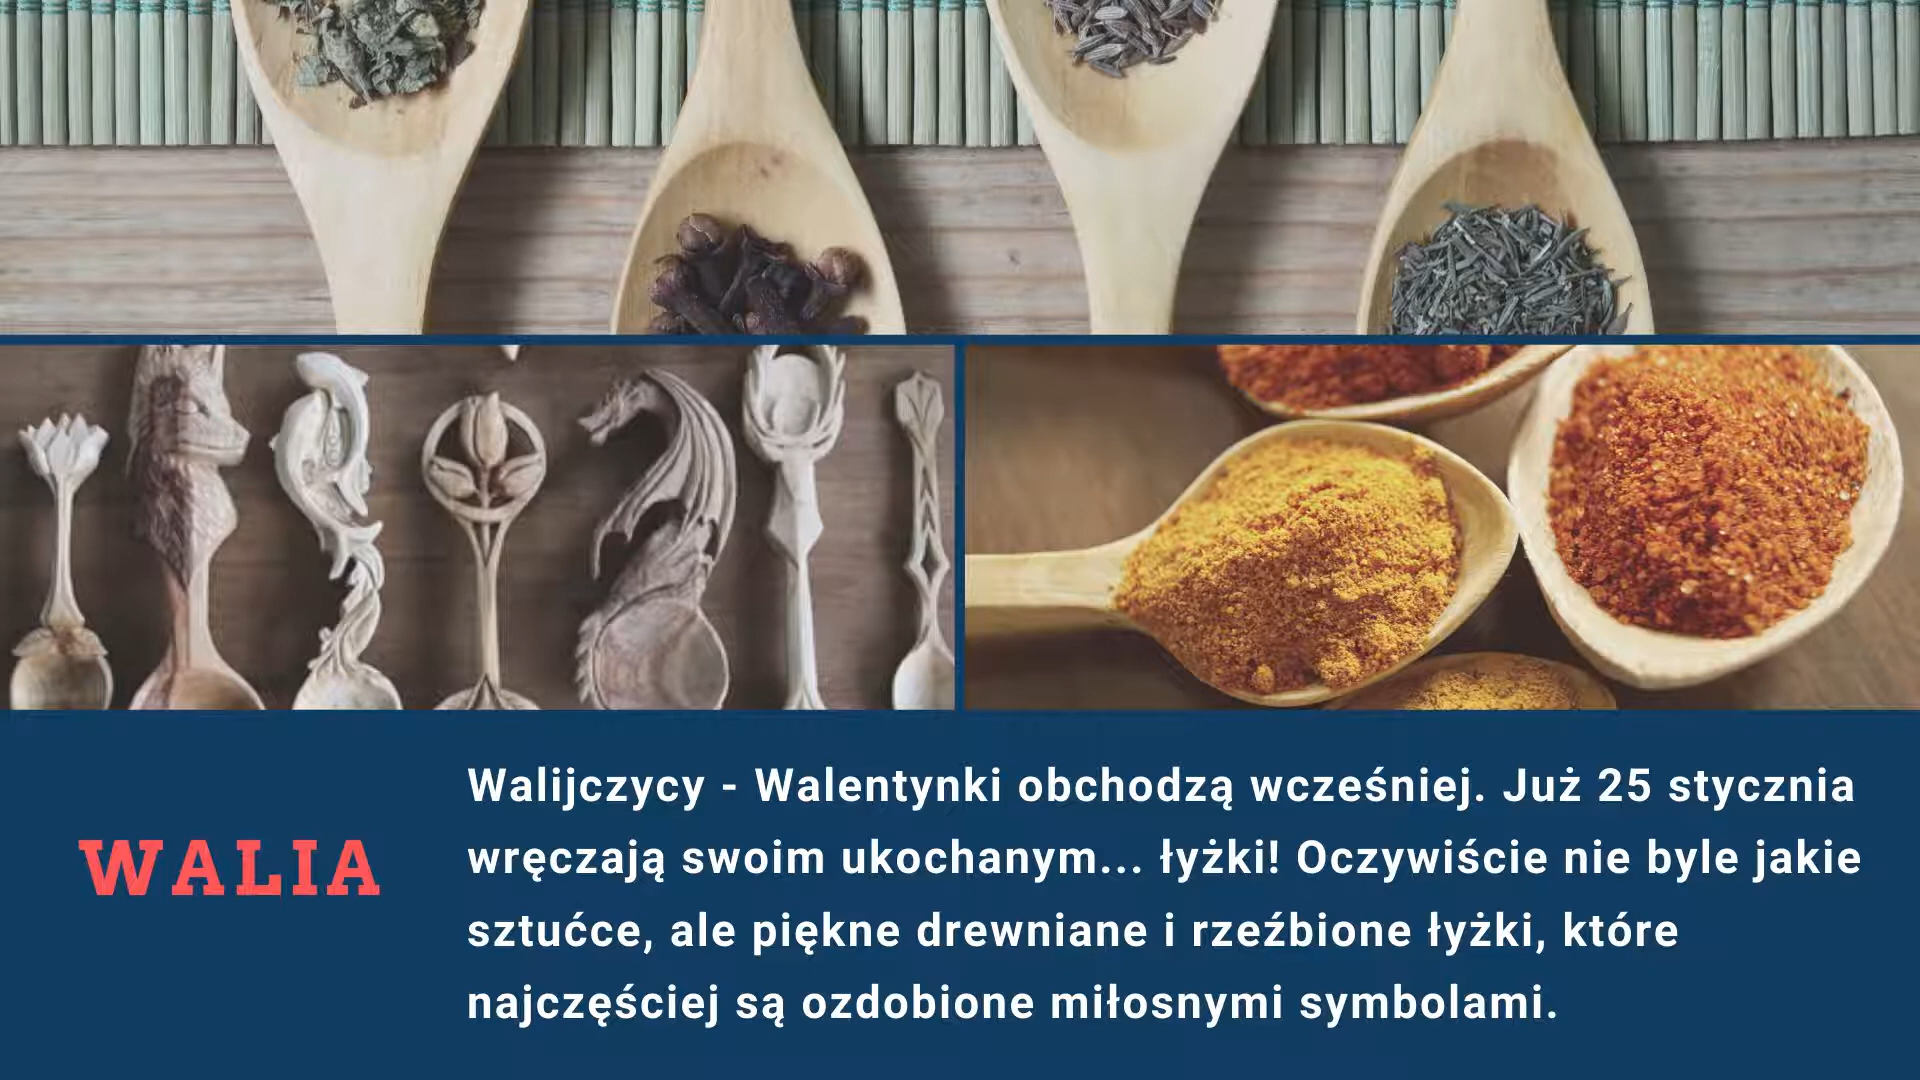 WALIA
Walijczycy - Walentynki obchodzą wcześniej. Już 25 stycznia
wręczają swoim ukochanym... łyżki! Oczywiście nie byle jakie
sztućce, ale piękne drewniane i rzeźbione łyżki, które
najczęściej są ozdobione miłosnymi symbolami.